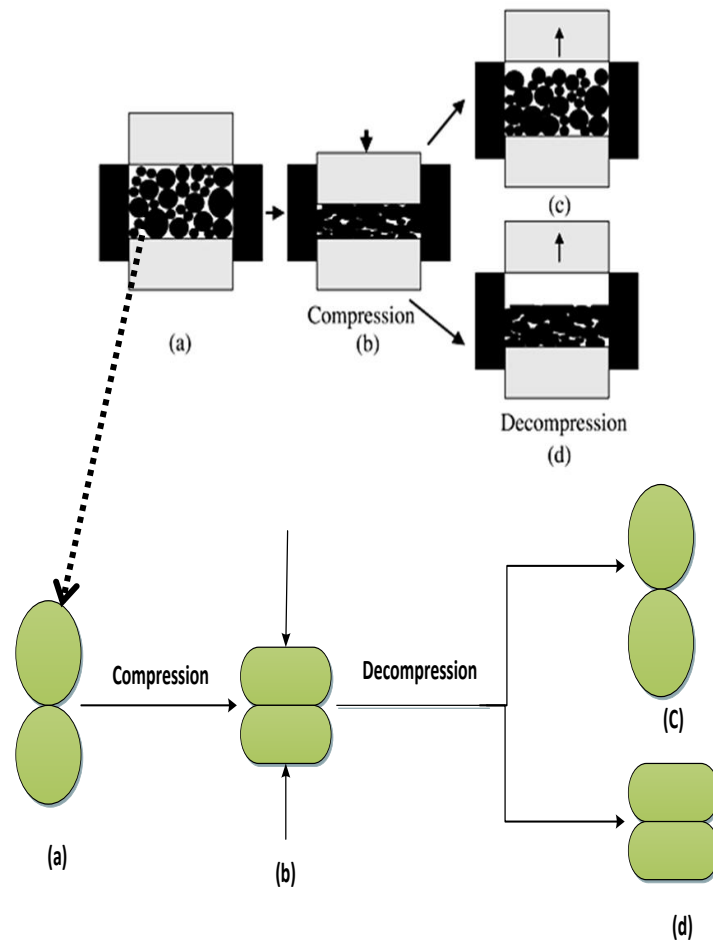 (c)
(a)
Compression
(b)
Decompression
(d)
Compression
Decompression
(C)
(a)
(b)
(d)